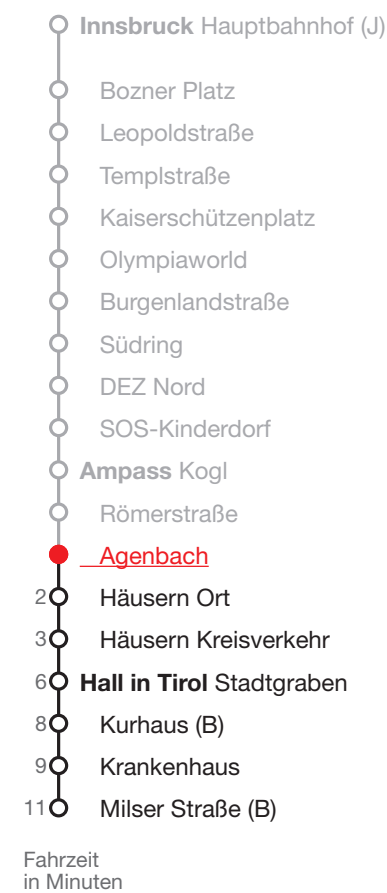 Innsbruck Hauptbahnhof (J)
Bozner Platz
Leopoldstraße
Templstraße
Kaiserschützenplatz
Olympiaworld
Burgenlandstraße
Südring
DEZ Nord
SOS-Kinderdorf
Ampass Kogl
Römerstraße
Agenbach
2 Häusern Ort
3 Häusern Kreisverkehr
6 Hall in Tirol Stadtgraben
8 Kurhaus (B)
9 Krankenhaus
11 Milser Straße (B)
Fahrzeit
in Minuten